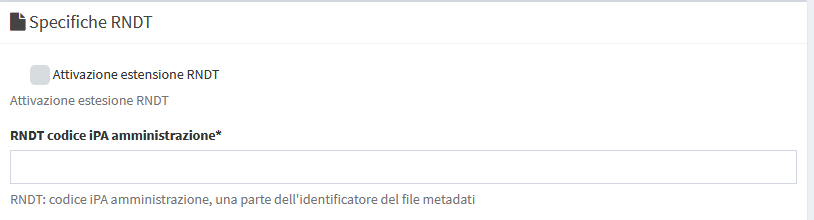 Specifiche RNDT
Attivazione estensione RNDT
Attivazione estesione RNDT
RNDT codice iPA amministrazione*
RNDT: codice iPA amministrazione, una parte dell'identificatore del file metadati